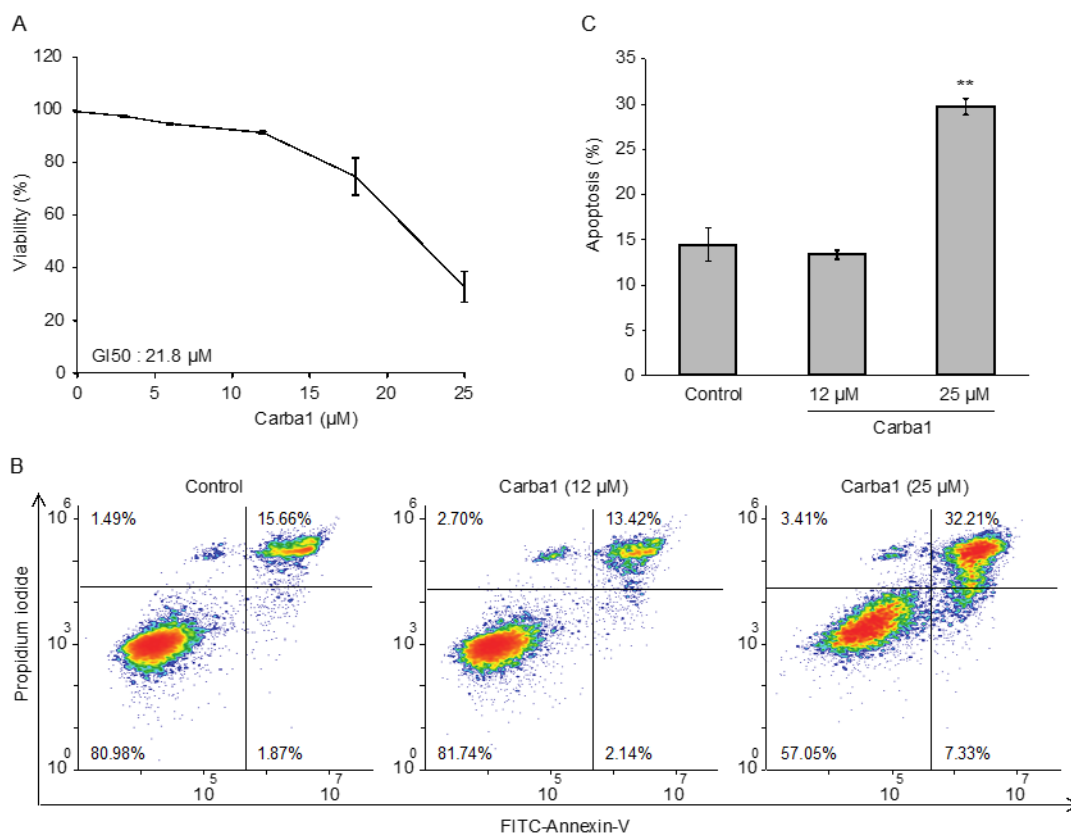 A
120
100
80
60
40
20
0
Viability (%)
GI50 : 21.8 µM
0 5 10 15 20 25
Carba1 (µM)
C
35
30
25
20
15
10
5
0
Apoptosis (%)
**
Control 12 µM 25 µM
Carba1
B
Control
Carba1 (12 µM)
Carba1 (25 µM)
Propidium iodide
10^6
10^3
10^0
1.49% 15.66%
80.98% 1.87%
10^5 10^7
10^6
10^3
10^0
2.70% 13.42%
81.74% 2.14%
10^5 10^7
10^6
10^3
10^0
3.41% 32.21%
57.05% 7.33%
10^5 10^7
FITC-Annexin-V